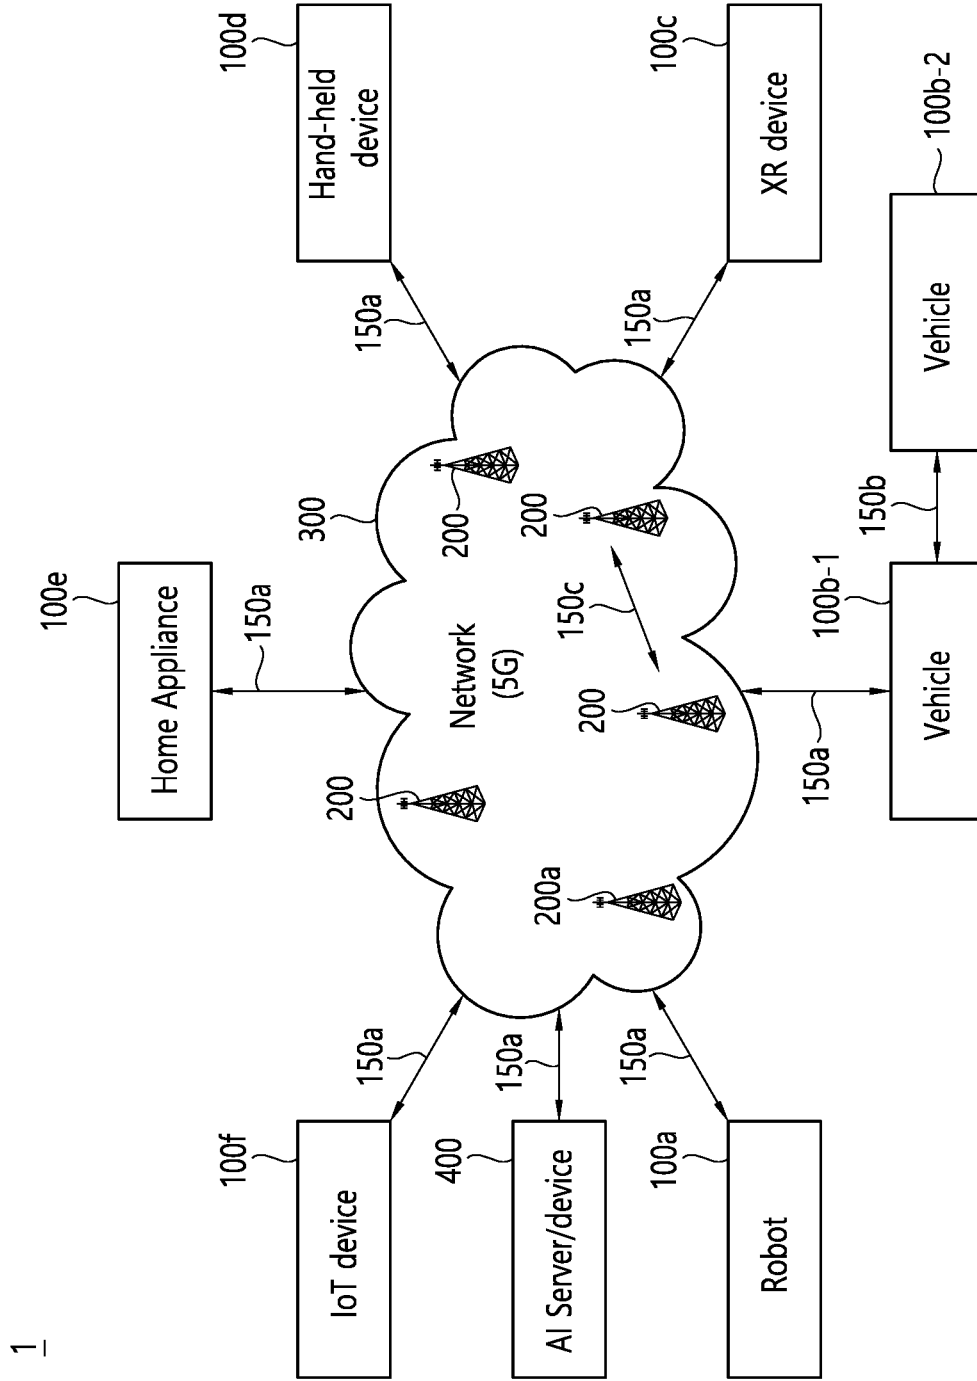 1
100e
Home Appliance
150a
100f
100d
IoT device
Hand-held
device
300
200
150a
150a
400
200
Network
(5G)
150a
200
200a
AI Server/device
150c
200
150a
150a
100a
100c
Robot
XR device
150a
100b-1
150b
100b-2
Vehicle
Vehicle